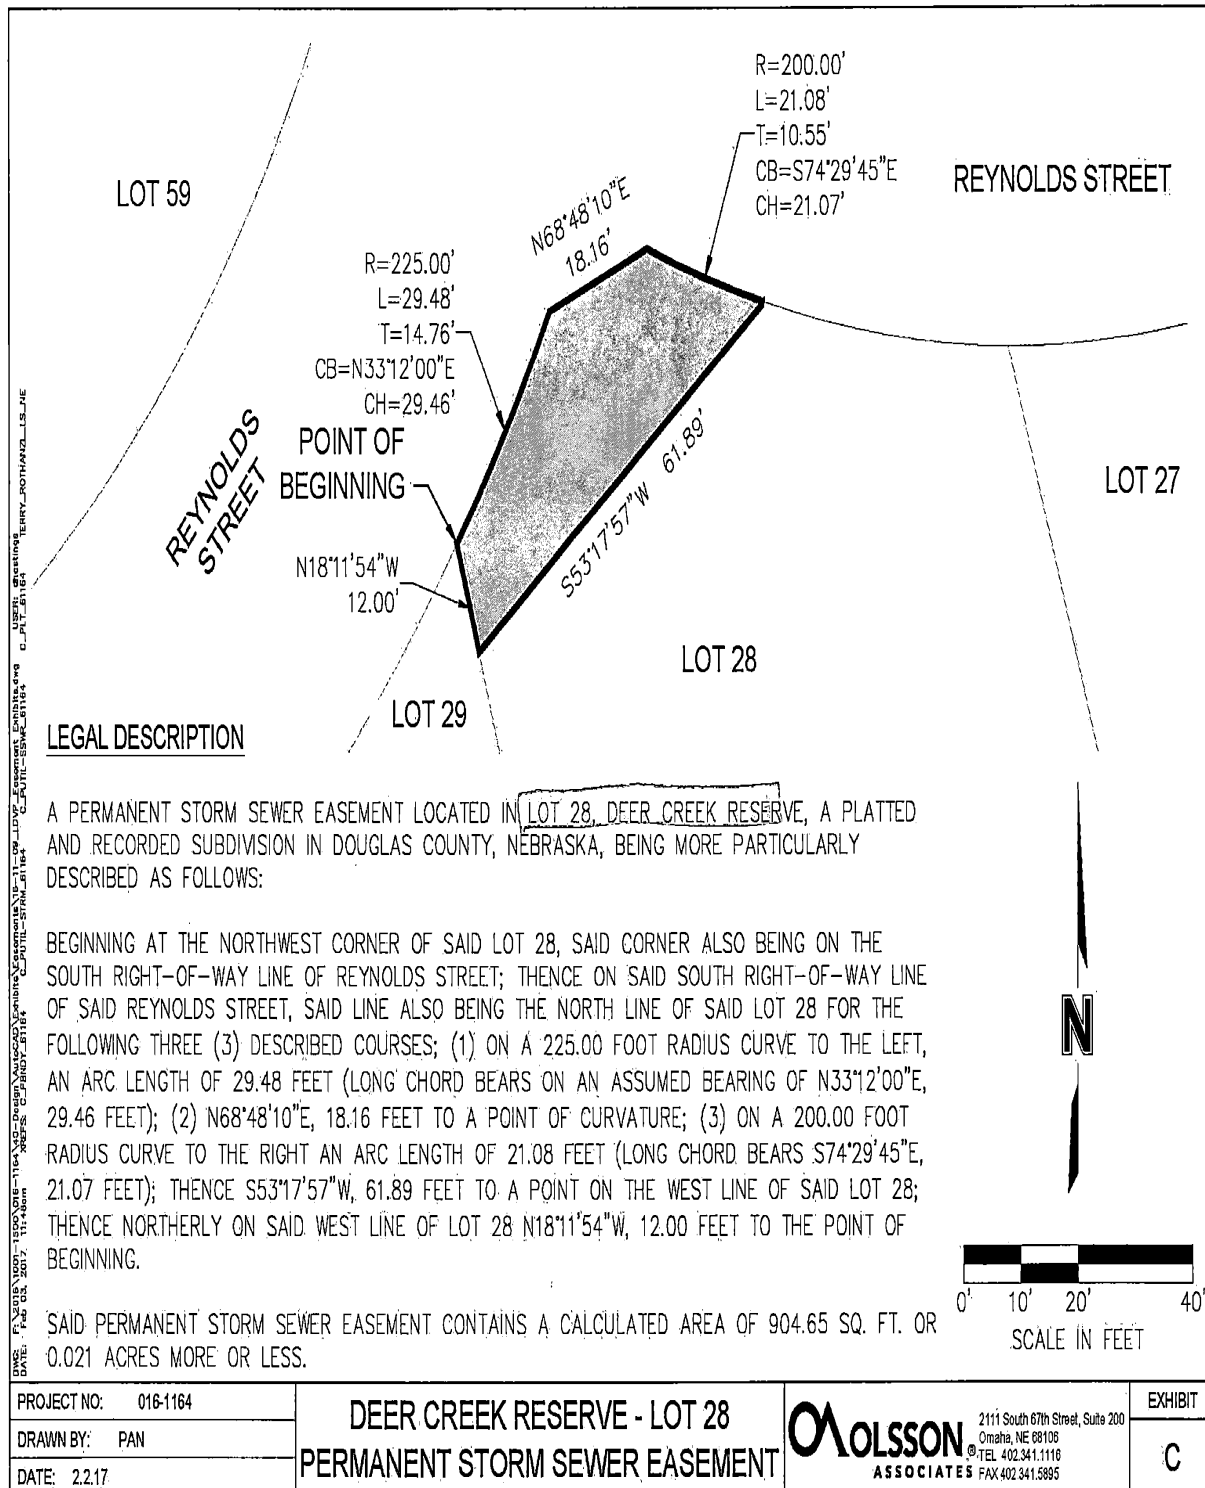 R=200.00'
L=21.08'
T=10.55'
CB=S74°29'45"E
CH=21.07'
REYNOLDS STREET
LOT 59
N68°48'10"E
18.16'
R=225.00'
L=29.48'
T=14.76'
CB=N33°12'00"E
CH=29.46'
POINT OF
BEGINNING
REYNOLDS
STREET
N18°11'54"W
12.00'
S53°17'57"W 61.89'
LOT 27
LOT 28
LOT 29
LEGAL DESCRIPTION
A PERMANENT STORM SEWER EASEMENT LOCATED IN LOT 28, DEER CREEK RESERVE, A PLATTED
AND RECORDED SUBDIVISION IN DOUGLAS COUNTY, NEBRASKA, BEING MORE PARTICULARLY
DESCRIBED AS FOLLOWS:
BEGINNING AT THE NORTHWEST CORNER OF SAID LOT 28, SAID CORNER ALSO BEING ON THE
SOUTH RIGHT-OF-WAY LINE OF REYNOLDS STREET; THENCE ON SAID SOUTH RIGHT-OF-WAY LINE
OF SAID REYNOLDS STREET, SAID LINE ALSO BEING THE NORTH LINE OF SAID LOT 28 FOR THE
FOLLOWING THREE (3) DESCRIBED COURSES; (1) ON A 225.00 FOOT RADIUS CURVE TO THE LEFT,
AN ARC LENGTH OF 29.48 FEET (LONG CHORD BEARS ON AN ASSUMED BEARING OF N33°12'00"E,
29.46 FEET); (2) N68°48'10"E, 18.16 FEET TO A POINT OF CURVATURE; (3) ON A 200.00 FOOT
RADIUS CURVE TO THE RIGHT AN ARC LENGTH OF 21.08 FEET (LONG CHORD BEARS S74°29'45"E,
21.07 FEET); THENCE S53°17'57"W, 61.89 FEET TO A POINT ON THE WEST LINE OF SAID LOT 28;
THENCE NORTHERLY ON SAID WEST LINE OF LOT 28 N18°11'54"W, 12.00 FEET TO THE POINT OF
BEGINNING.
SAID PERMANENT STORM SEWER EASEMENT CONTAINS A CALCULATED AREA OF 904.65 SQ. FT. OR
0.021 ACRES MORE OR LESS.
N
0' 10' 20' 40'
SCALE IN FEET
DATE: Feb 03, 2017 11:48am
PROJECT NO: 016-1164
DRAWN BY: PAN
DATE: 2.2.17
DEER CREEK RESERVE - LOT 28
PERMANENT STORM SEWER EASEMENT
OLSSON ®
ASSOCIATES
2111 South 67th Street, Suite 200
Omaha, NE 68106
TEL 402.341.1116
FAX 402.341.5895
EXHIBIT
C